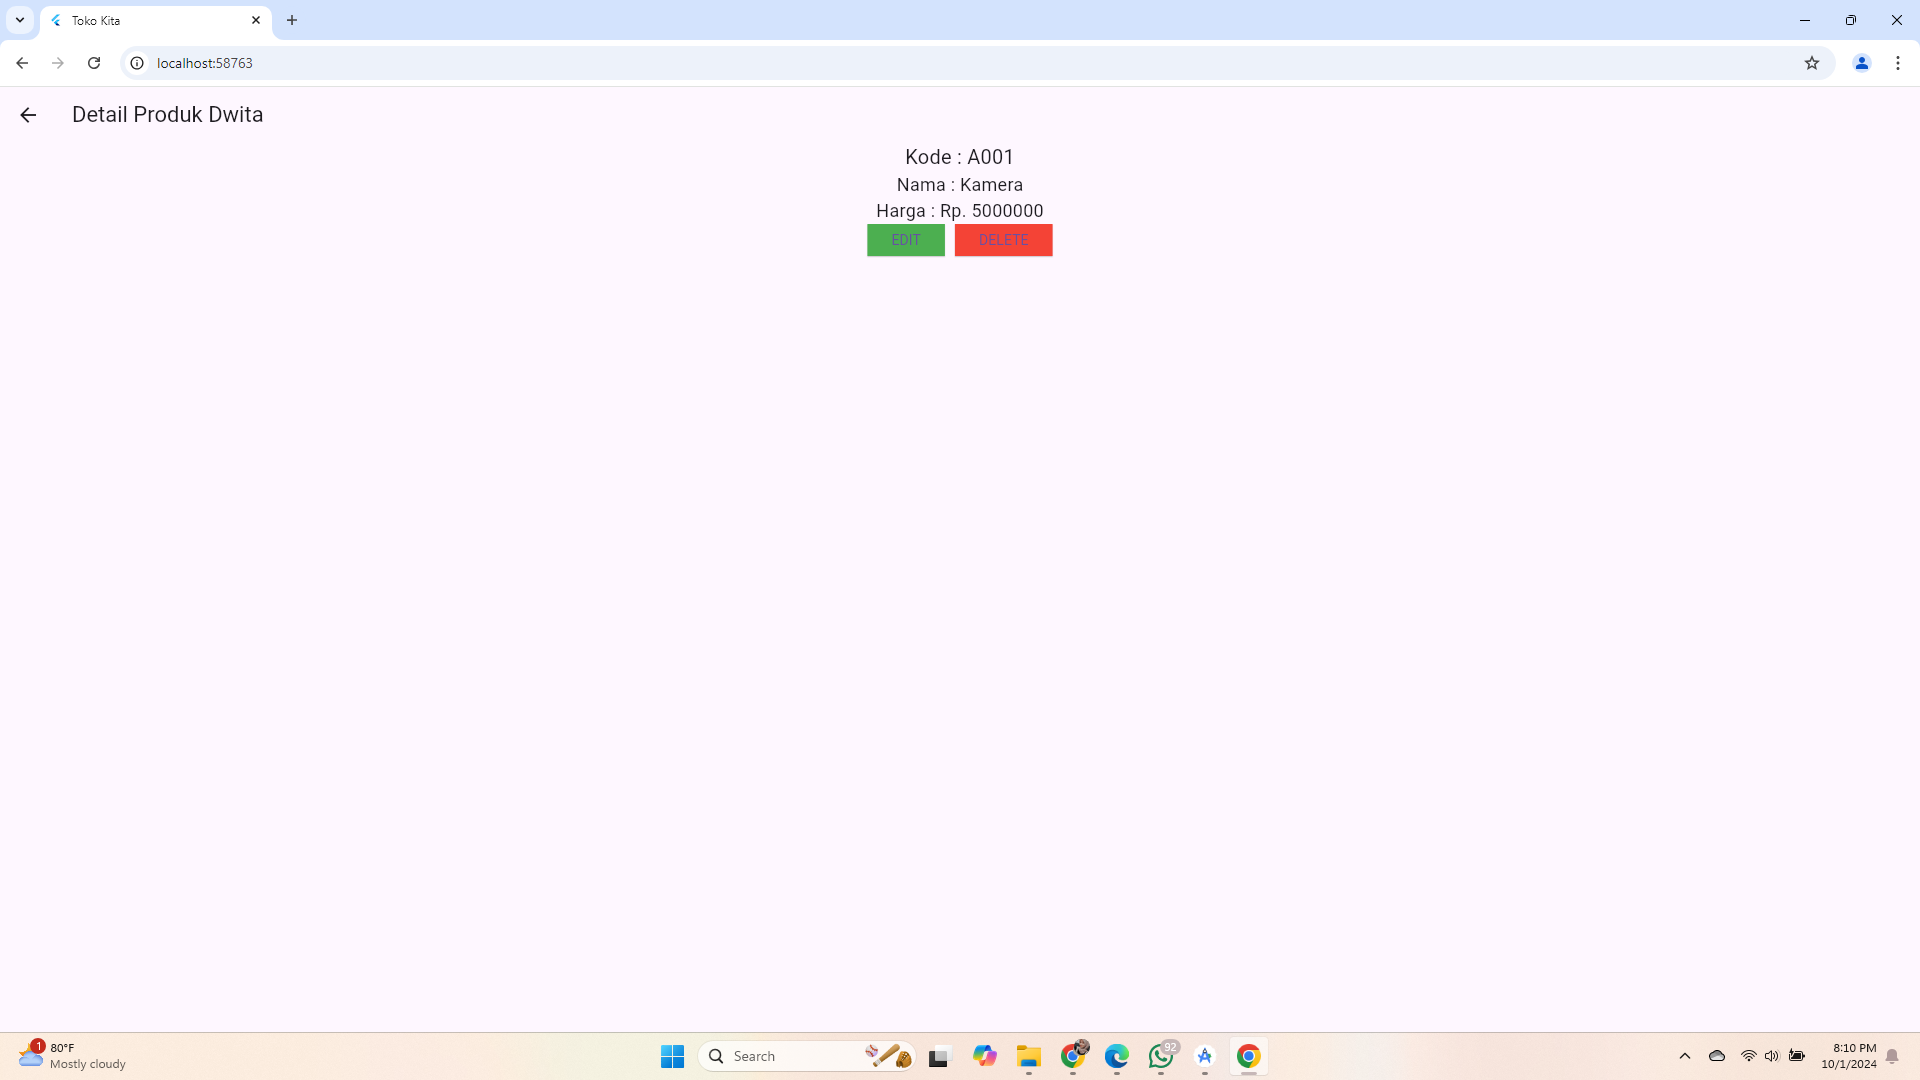 Toko Kita
localhost:58763
Detail Produk Dwita
Kode : A001
Nama : Kamera
Harga : Rp. 5000000
EDIT DELETE
1
80°F
Mostly cloudy
Search
92
8:10 PM
10/1/2024